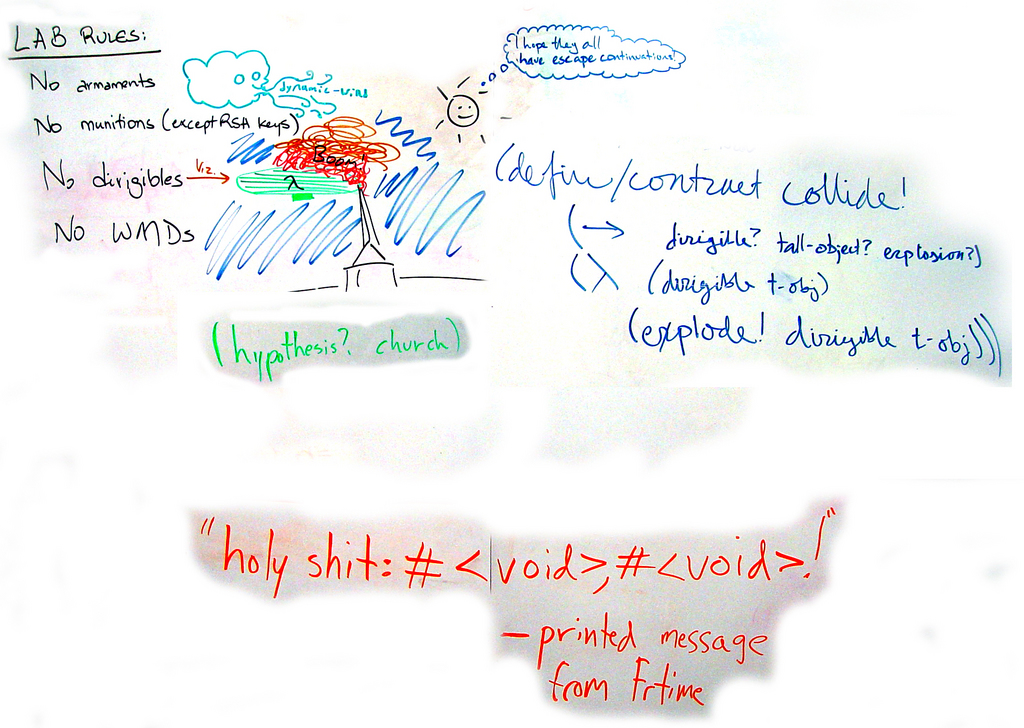 LAB RULES:
No armaments
No munitions (except RSA keys)
No dirigibles
No WMDs
viz.
dynamic-wind
Boom!
λ
I hope they all
have escape continuations!
(define/contract collide!
(→ dirigible? tall-object? explosion?)
(λ (dirigible t-obj)
(explode! dirigible t-obj)))
(hypothesis? church)
"holy shit: #<void>,#<void>!"
— printed message
from Frtime